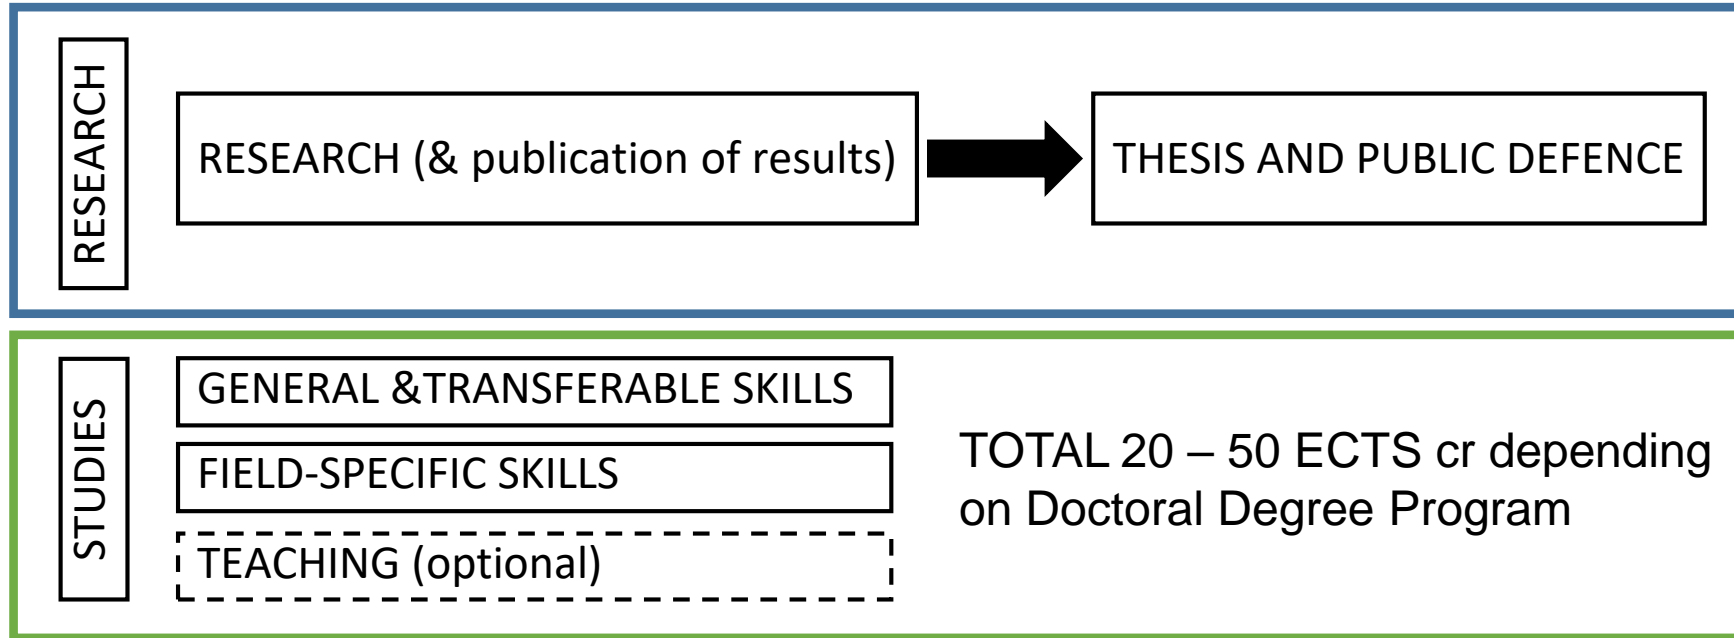 RESEARCH
RESEARCH (& publication of results)
THESIS AND PUBLIC DEFENCE
STUDIES
GENERAL &TRANSFERABLE SKILLS
FIELD-SPECIFIC SKILLS
TEACHING (optional)
TOTAL 20 – 50 ECTS cr depending
on Doctoral Degree Program